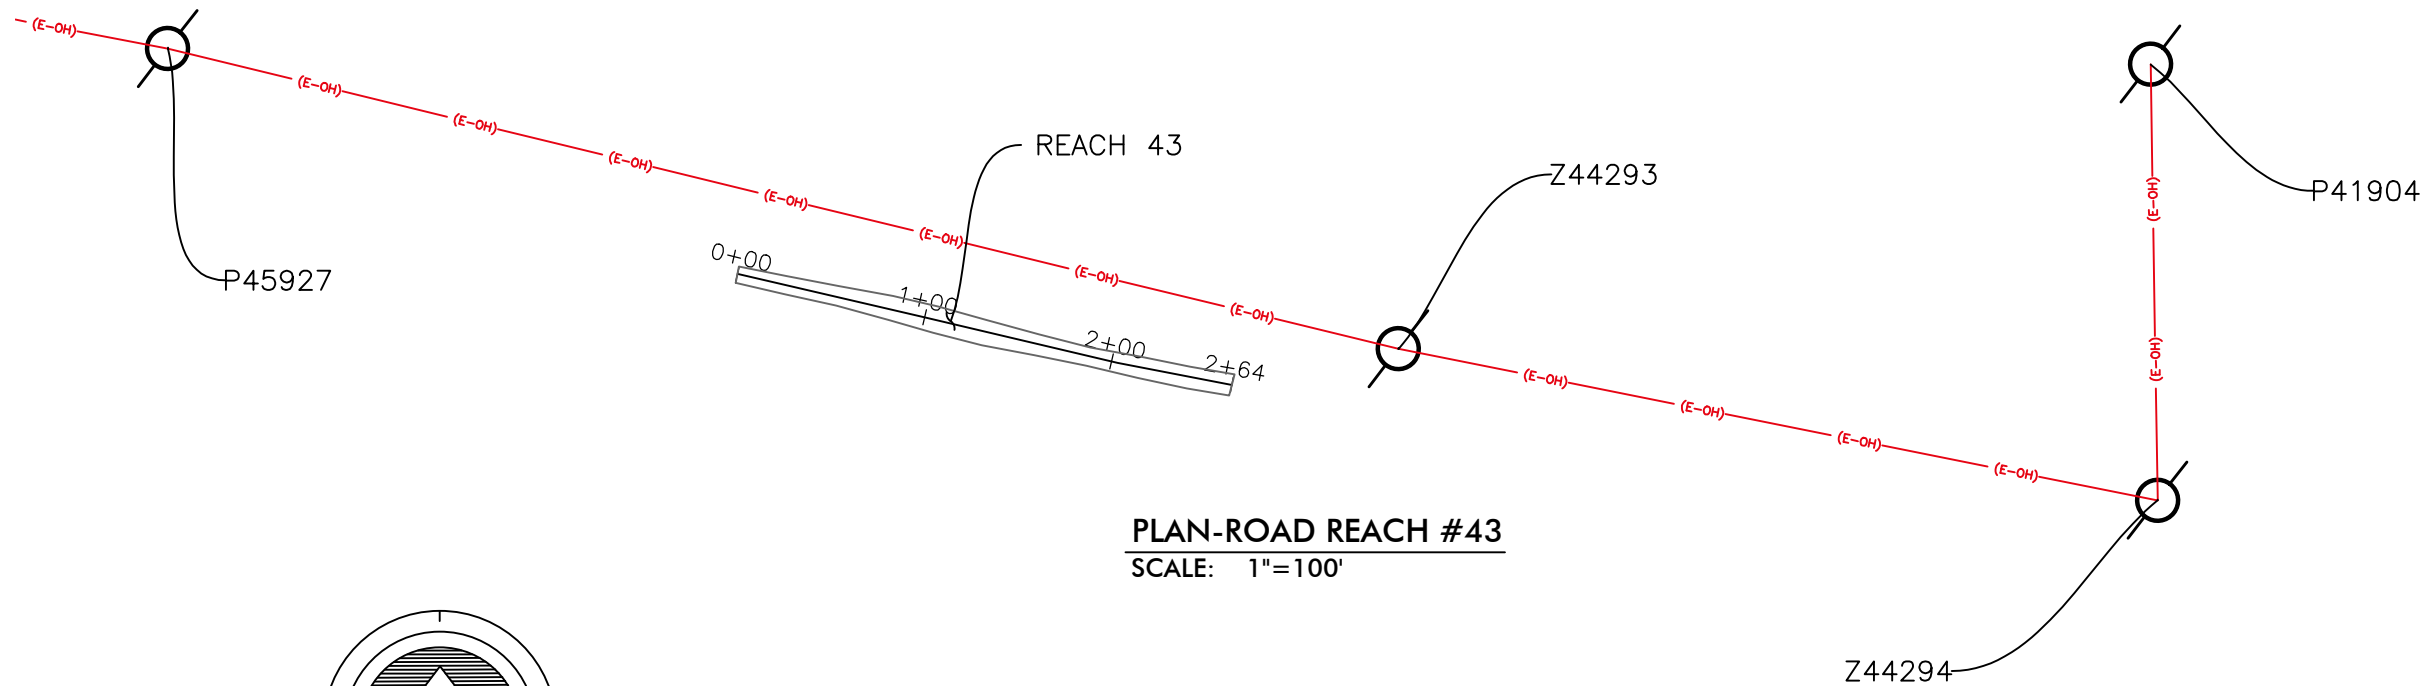 (E-OH)
(E-OH)
(E-OH)
(E-OH)
(E-OH)
REACH 43
Z44293
P41904
(E-OH)
(E-OH)
P45927
0+00
(E-OH)
(E-OH)
1+00
2+00
2+64
(E-OH)
(E-OH)
(E-OH)
(E-OH)
(E-OH)
PLAN-ROAD REACH #43
SCALE: 1"=100'
Z44294